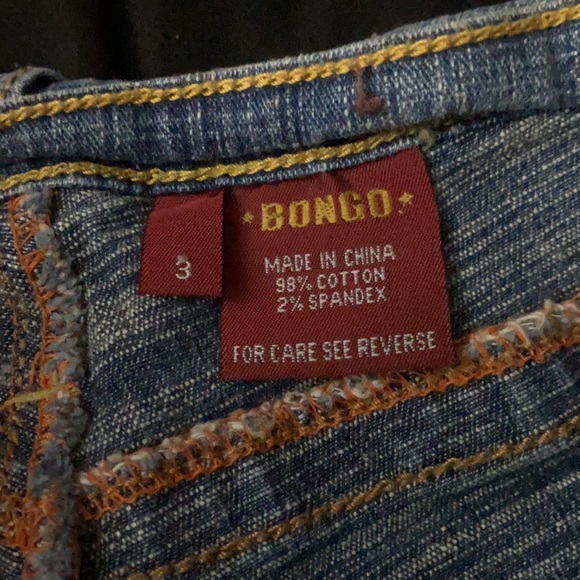 BONGO
3
MADE IN CHINA
98% COTTON
2% SPANDEX
FOR CARE SEE REVERSE